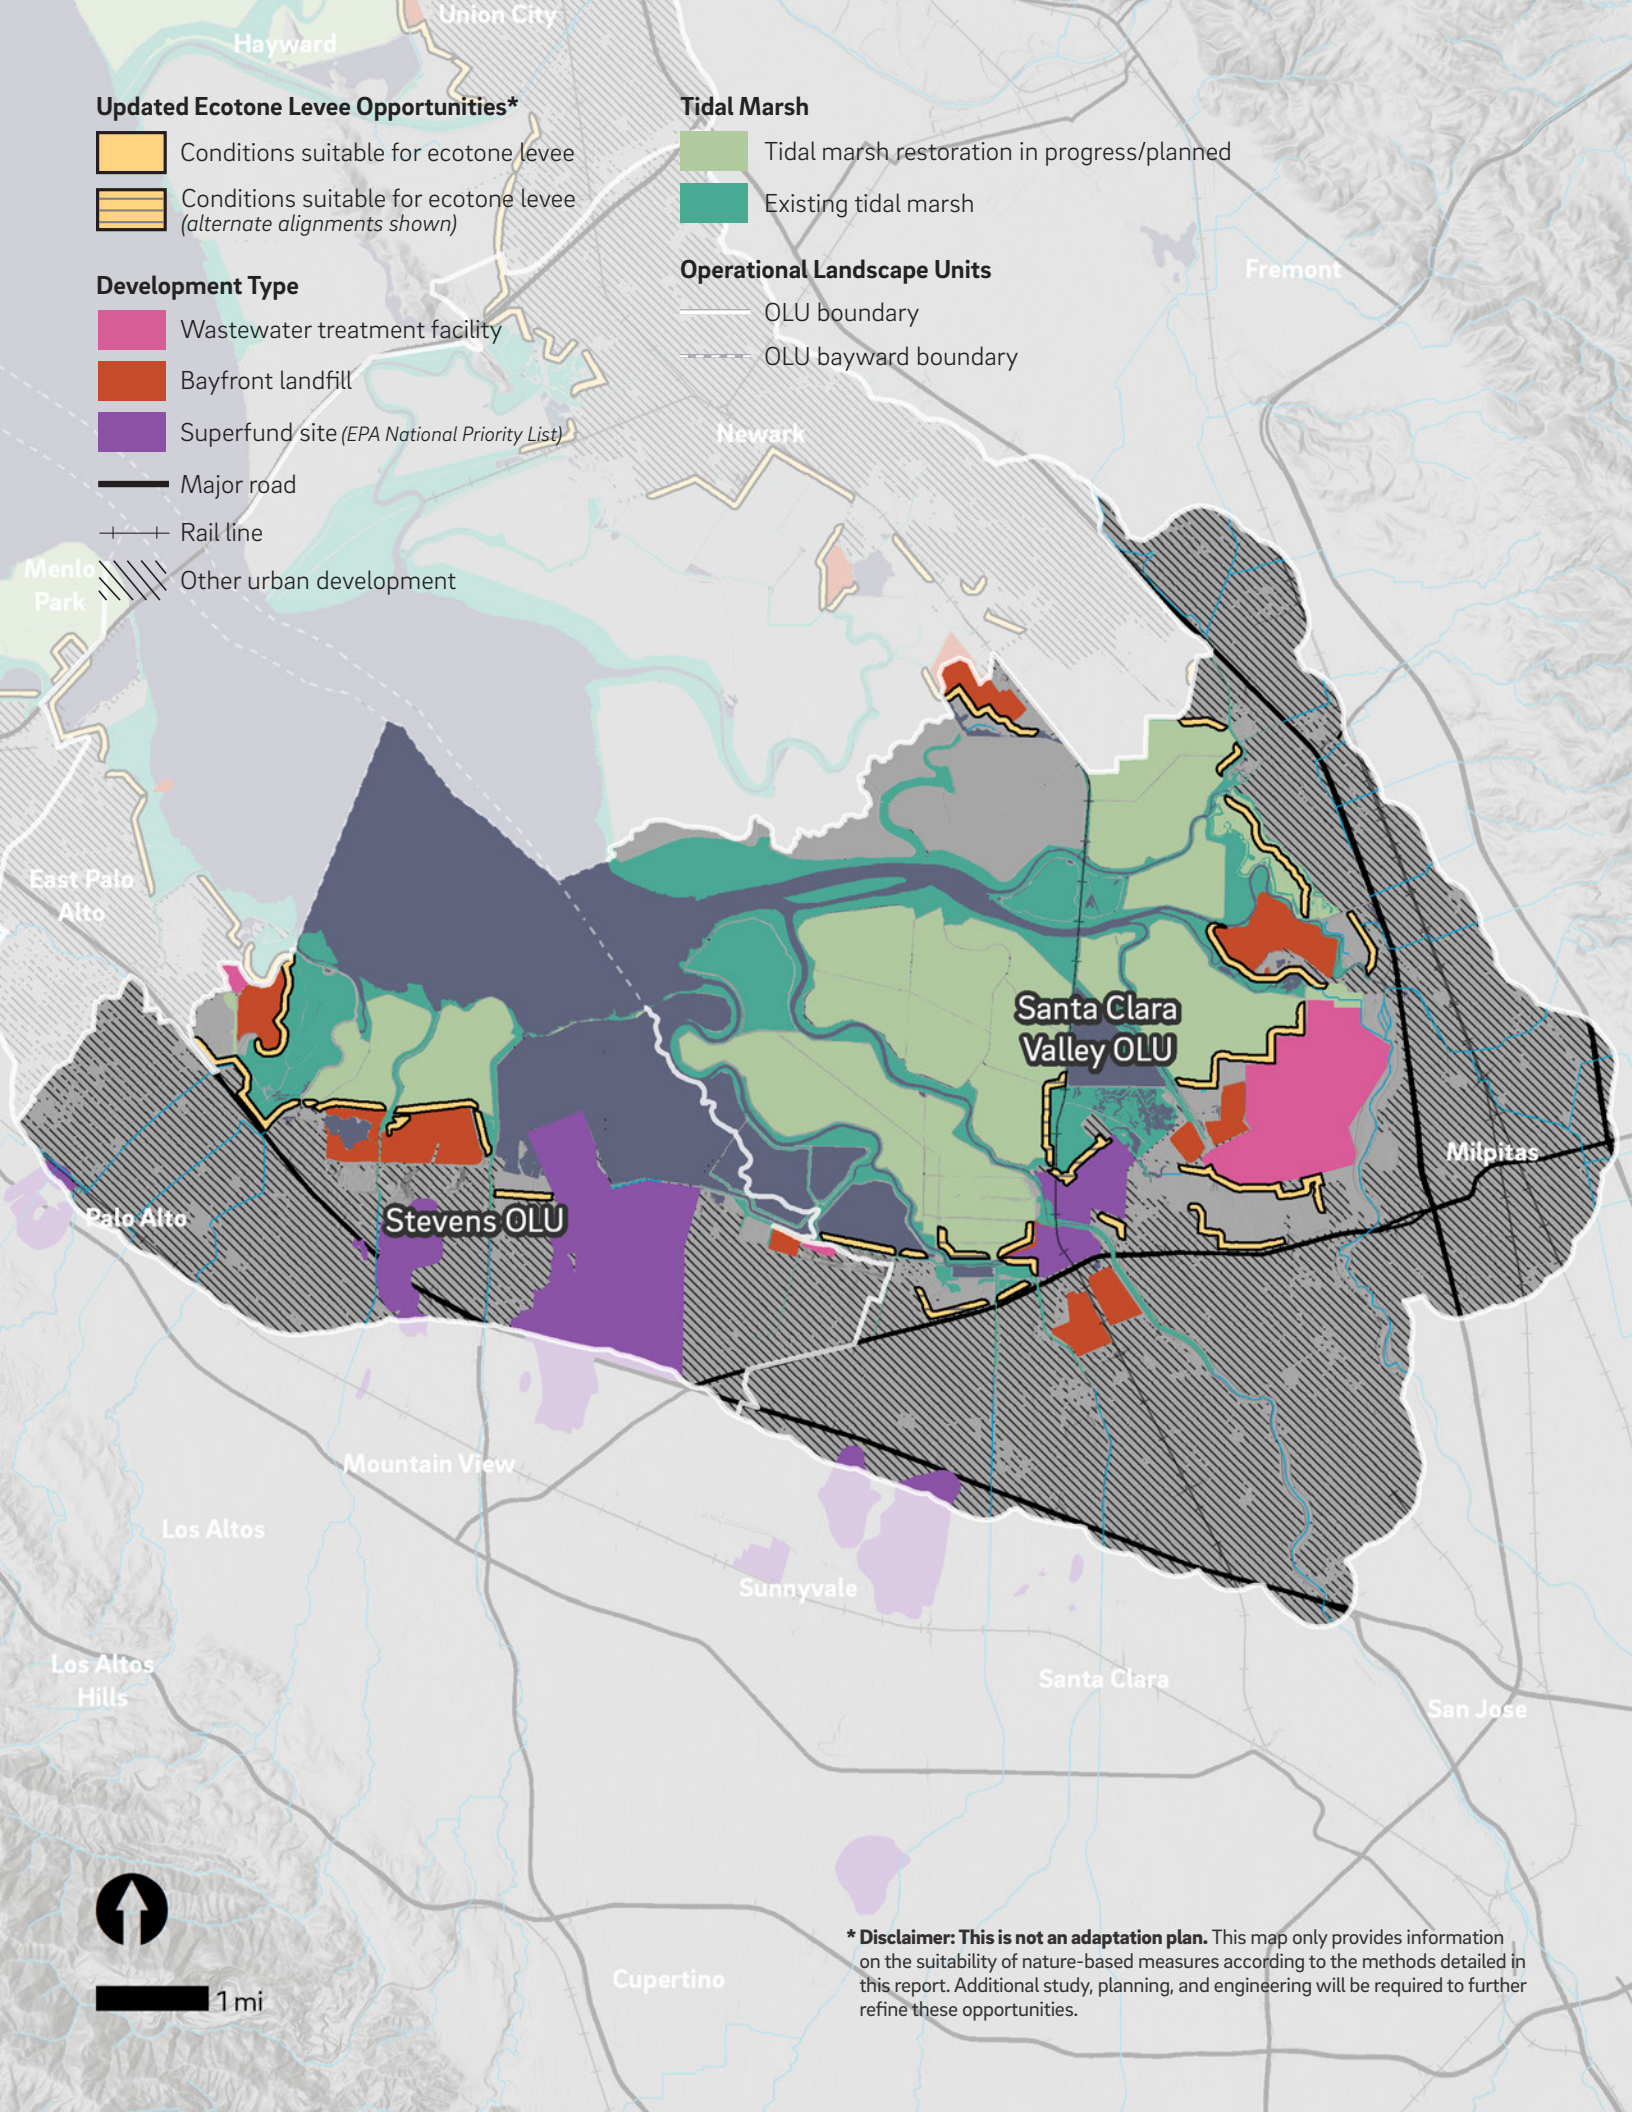 Union City
Hayward
Updated Ecotone Levee Opportunities*
Conditions suitable for ecotone levee
Conditions suitable for ecotone levee
(alternate alignments shown)
Development Type
Wastewater treatment facility
Bayfront landfill
Superfund site (EPA National Priority List)
Major road
Rail line
Other urban development
Tidal Marsh
Tidal marsh restoration in progress/planned
Existing tidal marsh
Operational Landscape Units
OLU boundary
OLU bayward boundary
Fremont
Newark
Menlo
Park
East Palo
Alto
Santa Clara
Valley OLU
Milpitas
Palo Alto
Stevens OLU
Mountain View
Los Altos
Sunnyvale
Los Altos
Hills
Santa Clara
San Jose
Cupertino
1 mi
* Disclaimer: This is not an adaptation plan. This map only provides information
on the suitability of nature-based measures according to the methods detailed in
this report. Additional study, planning, and engineering will be required to further
refine these opportunities.